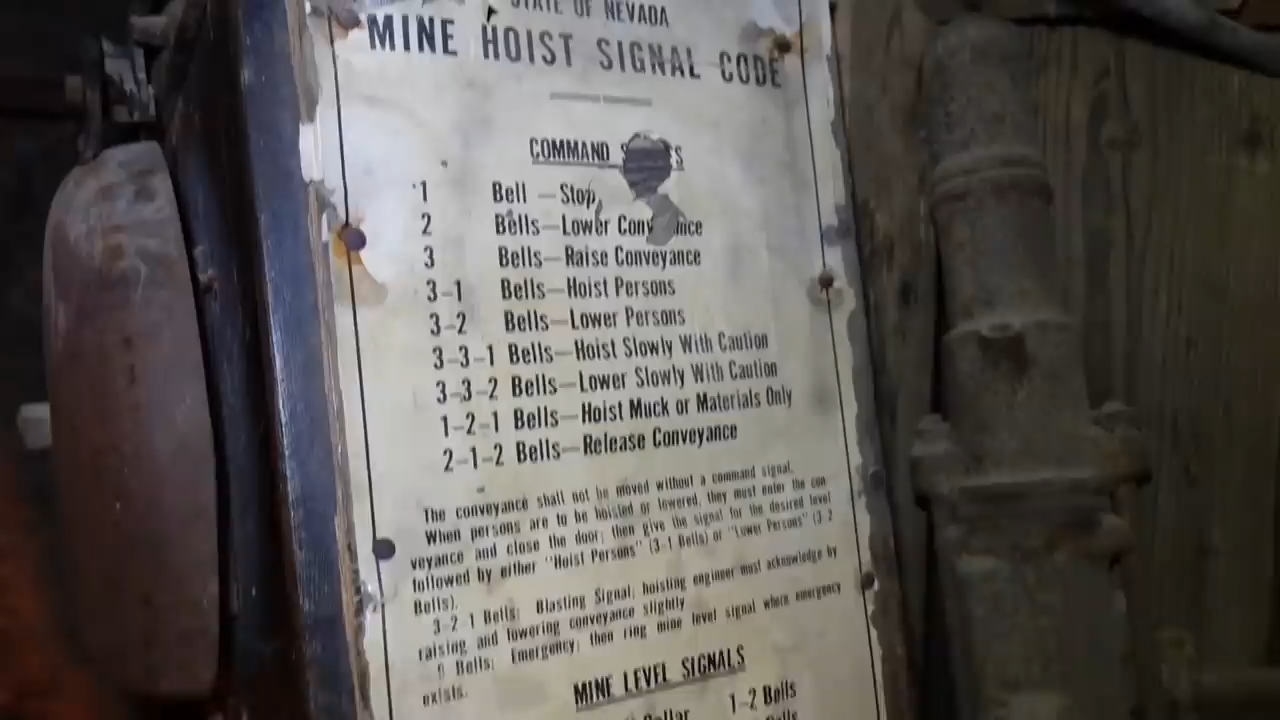 STATE OF NEVADA
MINE HOIST SIGNAL CODE
COMMAND
1 Bell—Stop
2 Bells—Lower
3 Bells—Raise Conveyance
3-1 Bells—Hoist Persons
3-2 Bells—Lower Persons
3-3-1 Bells—Hoist Slowly With Caution
3-3-2 Bells—Lower Slowly With Caution
1-2-1 Bells—Hoist Muck or Materials Only
2-1-2 Bells—Release Conveyance
The conveyance shall not be moved without a command signal.
When persons are to be hoisted or lowered, they must enter the con-
veyance and close the door; then give the signal for the desired level
followed by either "Hoist Persons" (3-1 Bells) or "Lower Persons" (3-2
Bells).
3-2-1 Bells; Blasting Signal; hoisting engineer must acknowledge by
raising and lowering conveyance slightly
Bells; Emergency; then ring mine level signal where emergency
exists.
MINE LEVEL SIGNALS
Collar 1-2 Bells
Bells